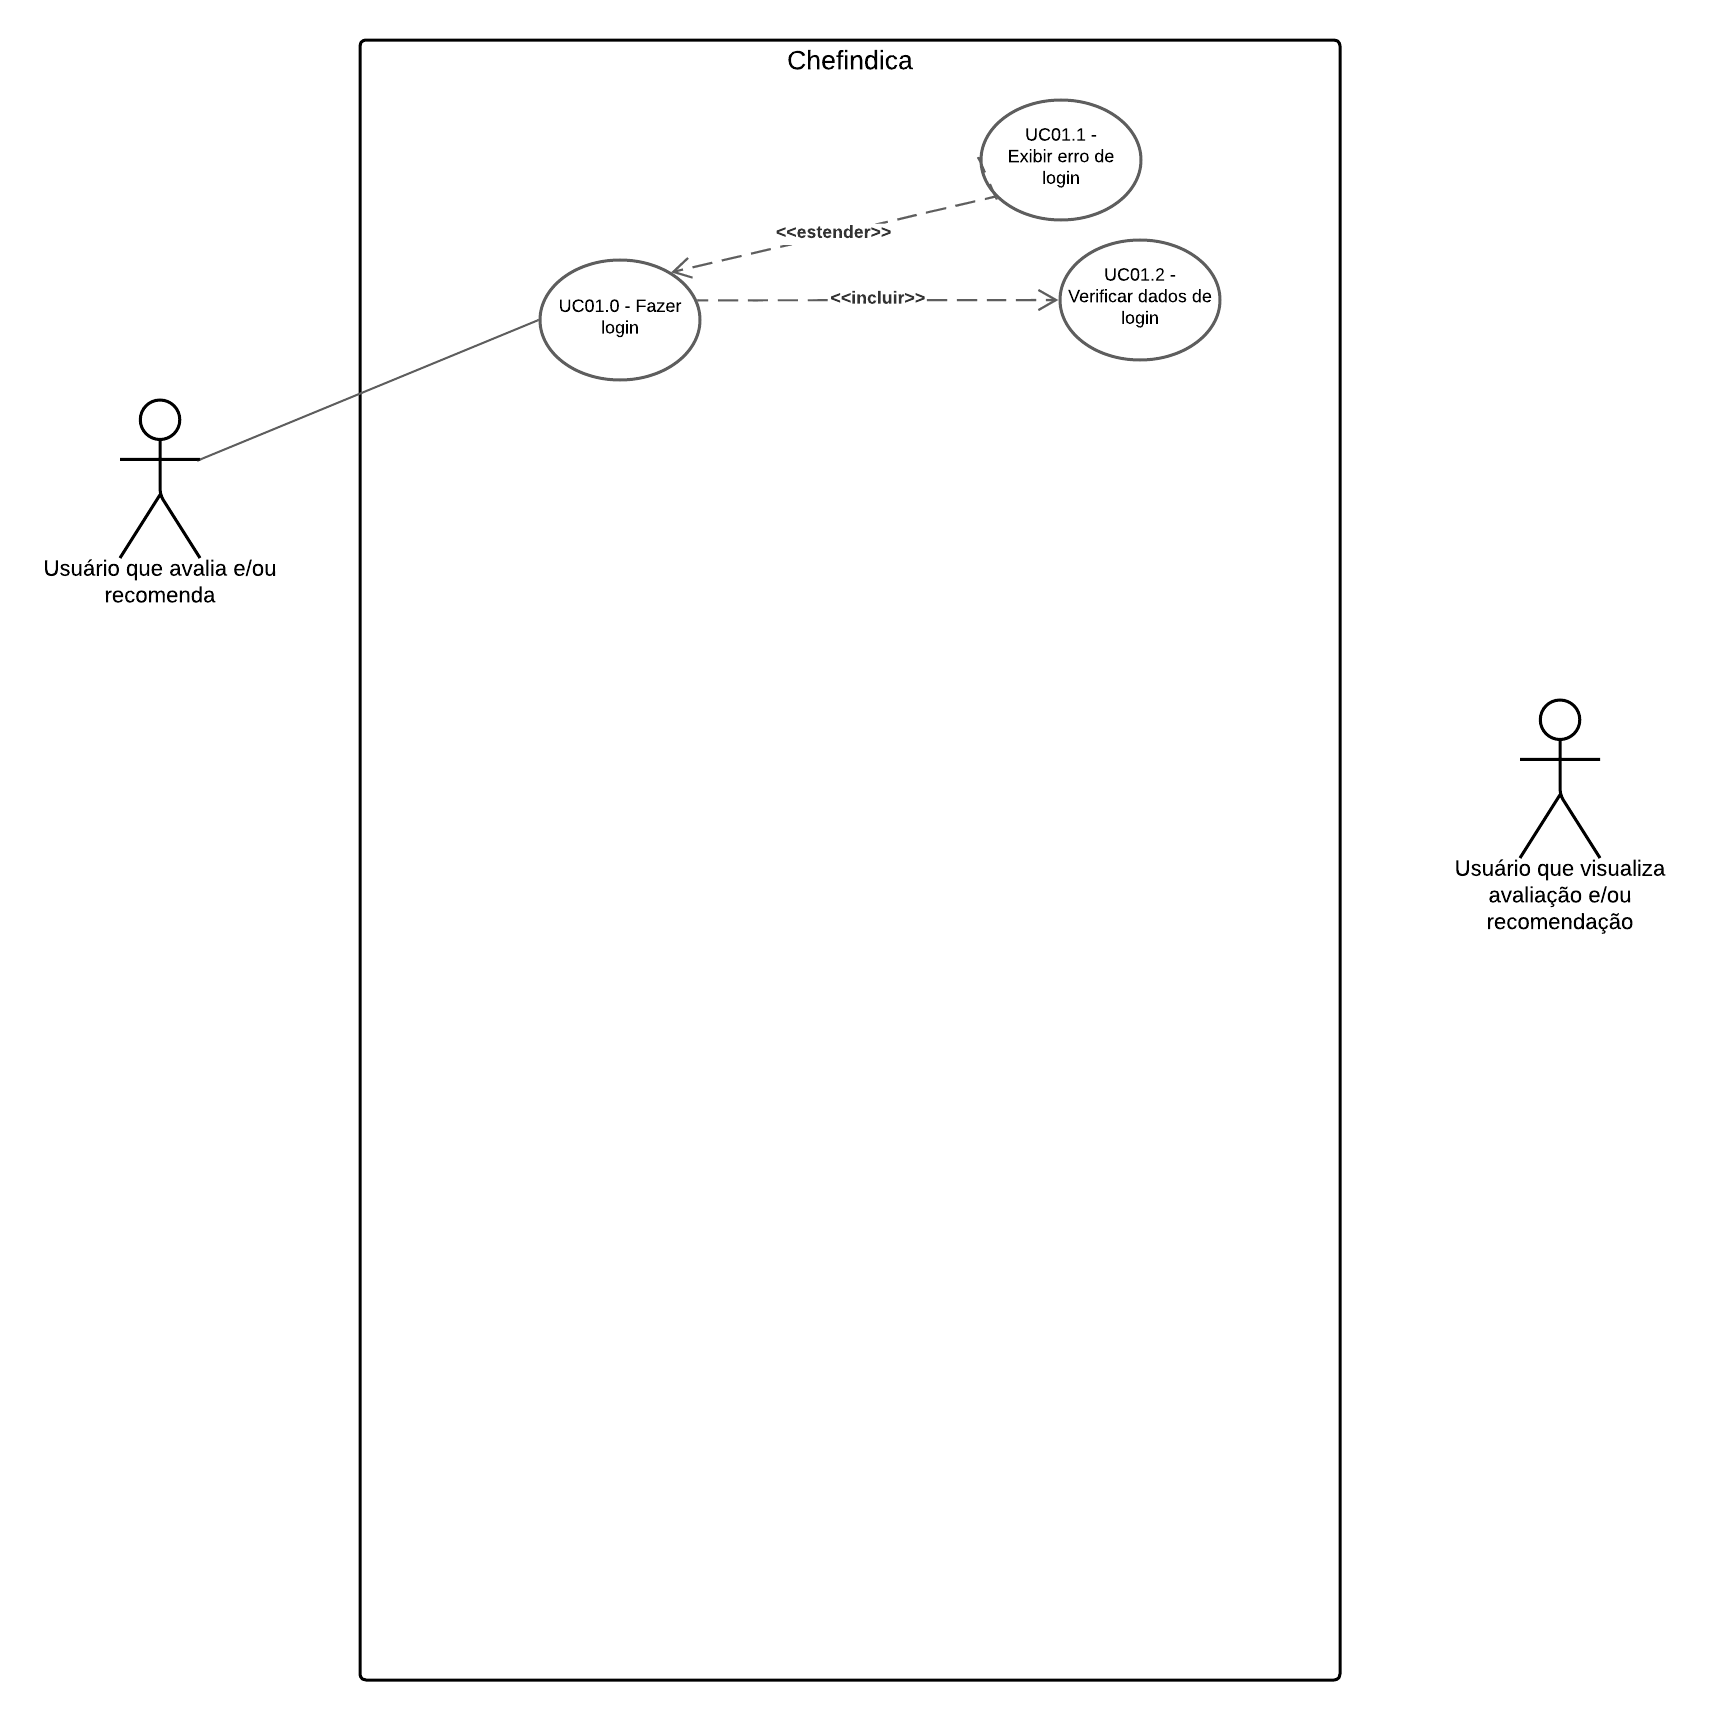 Chefindica
UC01.1 -
Exibir erro de
login
<<estender>>
UC01.2 -
Verificar dados de
login
<<incluir>>
UC01.0 - Fazer
login
Usuário que avalia e/ou
recomenda
Usuário que visualiza
avaliação e/ou
recomendação